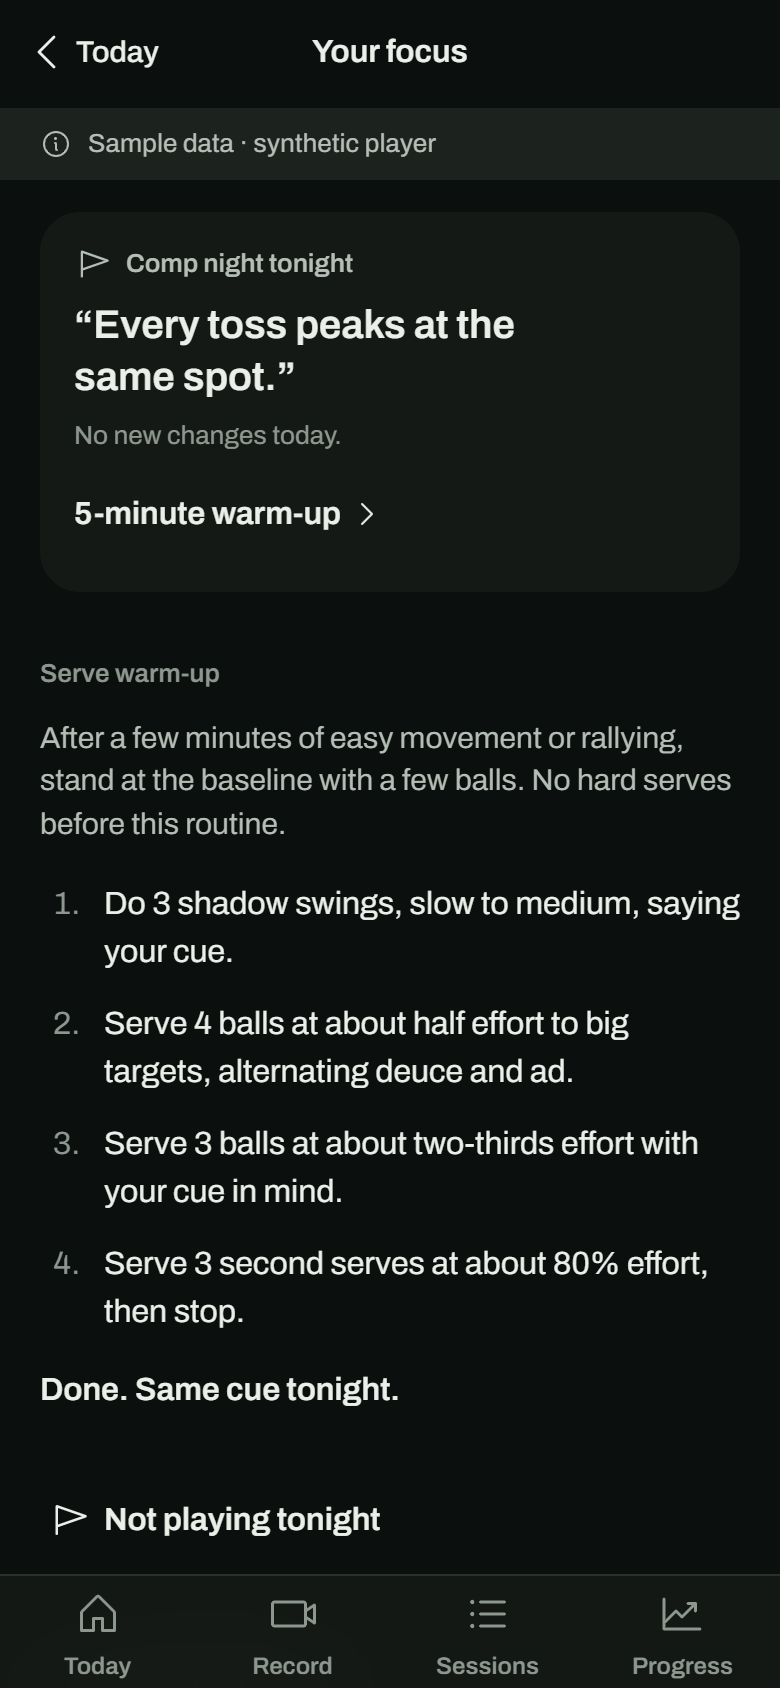 Today
Your focus
Sample data · synthetic player
Comp night tonight
“Every toss peaks at the
same spot.”
No new changes today.
5-minute warm-up
Serve warm-up
After a few minutes of easy movement or rallying,
stand at the baseline with a few balls. No hard serves
before this routine.
1. Do 3 shadow swings, slow to medium, saying
your cue.
2. Serve 4 balls at about half effort to big
targets, alternating deuce and ad.
3. Serve 3 balls at about two-thirds effort with
your cue in mind.
4. Serve 3 second serves at about 80% effort,
then stop.
Done. Same cue tonight.
Not playing tonight
Today
Record
Sessions
Progress